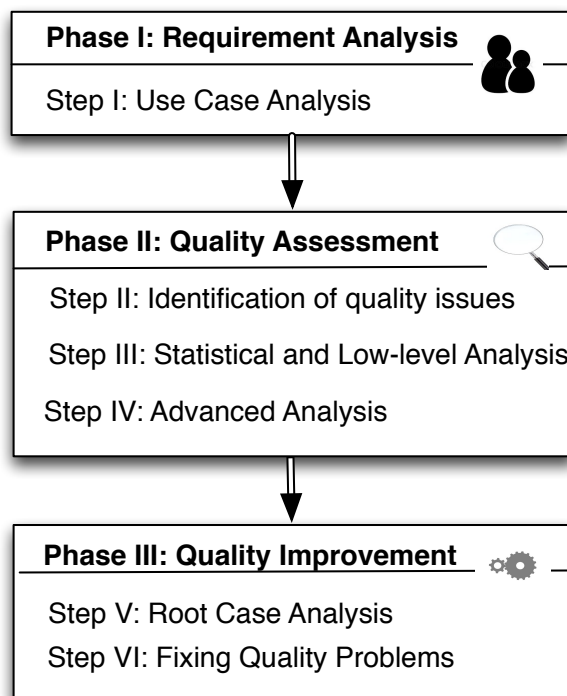 Phase I: Requirement Analysis
Step I: Use Case Analysis
Phase II: Quality Assessment
Step II: Identification of quality issues
Step III: Statistical and Low-level Analysis
Step IV: Advanced Analysis
Phase III: Quality Improvement
Step V: Root Case Analysis
Step VI: Fixing Quality Problems